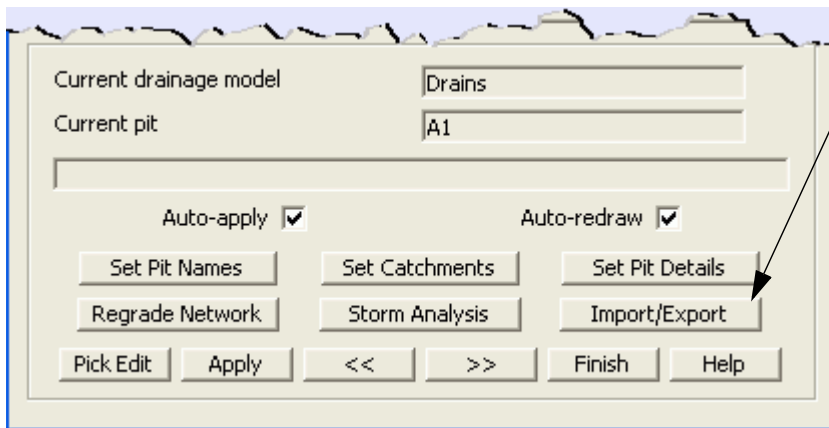 Current drainage model Drains
Current pit A1
Auto-apply Auto-redraw
Set Pit Names Set Catchments Set Pit Details
Regrade Network Storm Analysis Import/Export
Pick Edit Apply << >> Finish Help